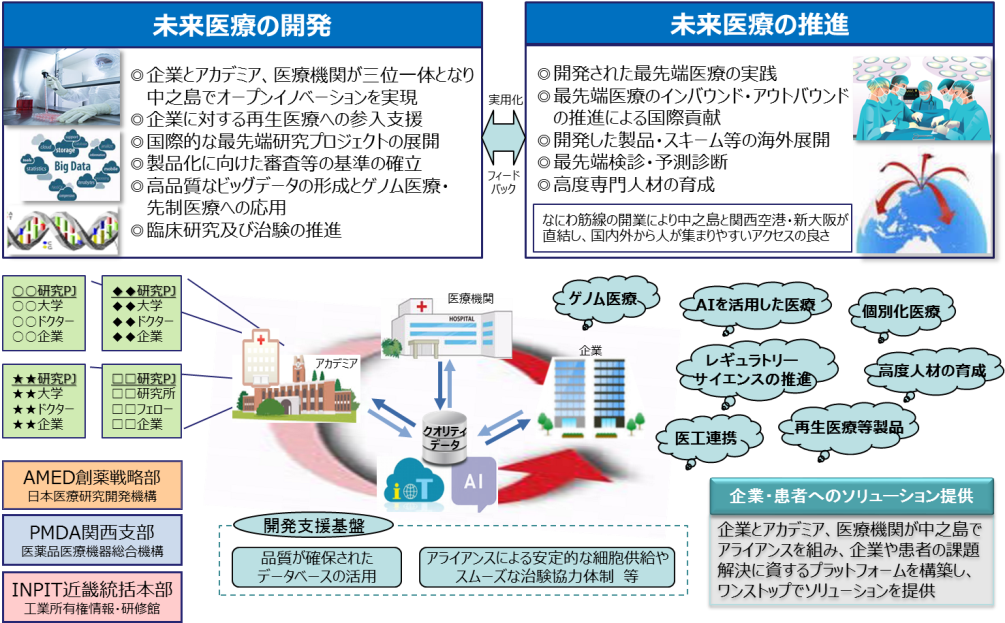 未来医療の開発
◎企業とアカデミア、医療機関が三位一体となり
中之島でオープンイノベーションを実現
◎企業に対する再生医療への参入支援
◎国際的な最先端研究プロジェクトの展開
◎製品化に向けた審査等の基準の確立
◎高品質なビッグデータの形成とゲノム医療・
先制医療への応用
◎臨床研究及び治験の推進
Big Data
storage
statistics
実用化
フィード
バック
未来医療の推進
◎開発された最先端医療の実践
◎最先端医療のインバウンド・アウトバウンド
の推進による国際貢献
◎開発した製品・スキーム等の海外展開
◎最先端検診・予測診断
◎高度専門人材の育成
なにわ筋線の開業により中之島と関西空港・新大阪が
直結し、国内外から人が集まりやすいアクセスの良さ
○○研究PJ
○○大学
○○ドクター
○○企業
◆◆研究PJ
◆◆大学
◆◆ドクター
◆◆企業
★★研究PJ
★★大学
★★ドクター
★★企業
□□研究PJ
□□研究所
□□フェロー
□□企業
医療機関
HOSPITAL
アカデミア
企業
クオリティ
データ
ioT
AI
ゲノム医療
AIを活用した医療
個別化医療
レギュラトリー
サイエンスの推進
高度人材の育成
医工連携
再生医療等製品
AMED創薬戦略部
日本医療研究開発機構
PMDA関西支部
医薬品医療機器総合機構
INPIT近畿統括本部
工業所有権情報・研修館
開発支援基盤
品質が確保された
データベースの活用
アライアンスによる安定的な細胞供給や
スムーズな治験協力体制 等
企業・患者へのソリューション提供
企業とアカデミア、医療機関が中之島で
アライアンスを組み、企業や患者の課題
解決に資するプラットフォームを構築し、
ワンストップでソリューションを提供